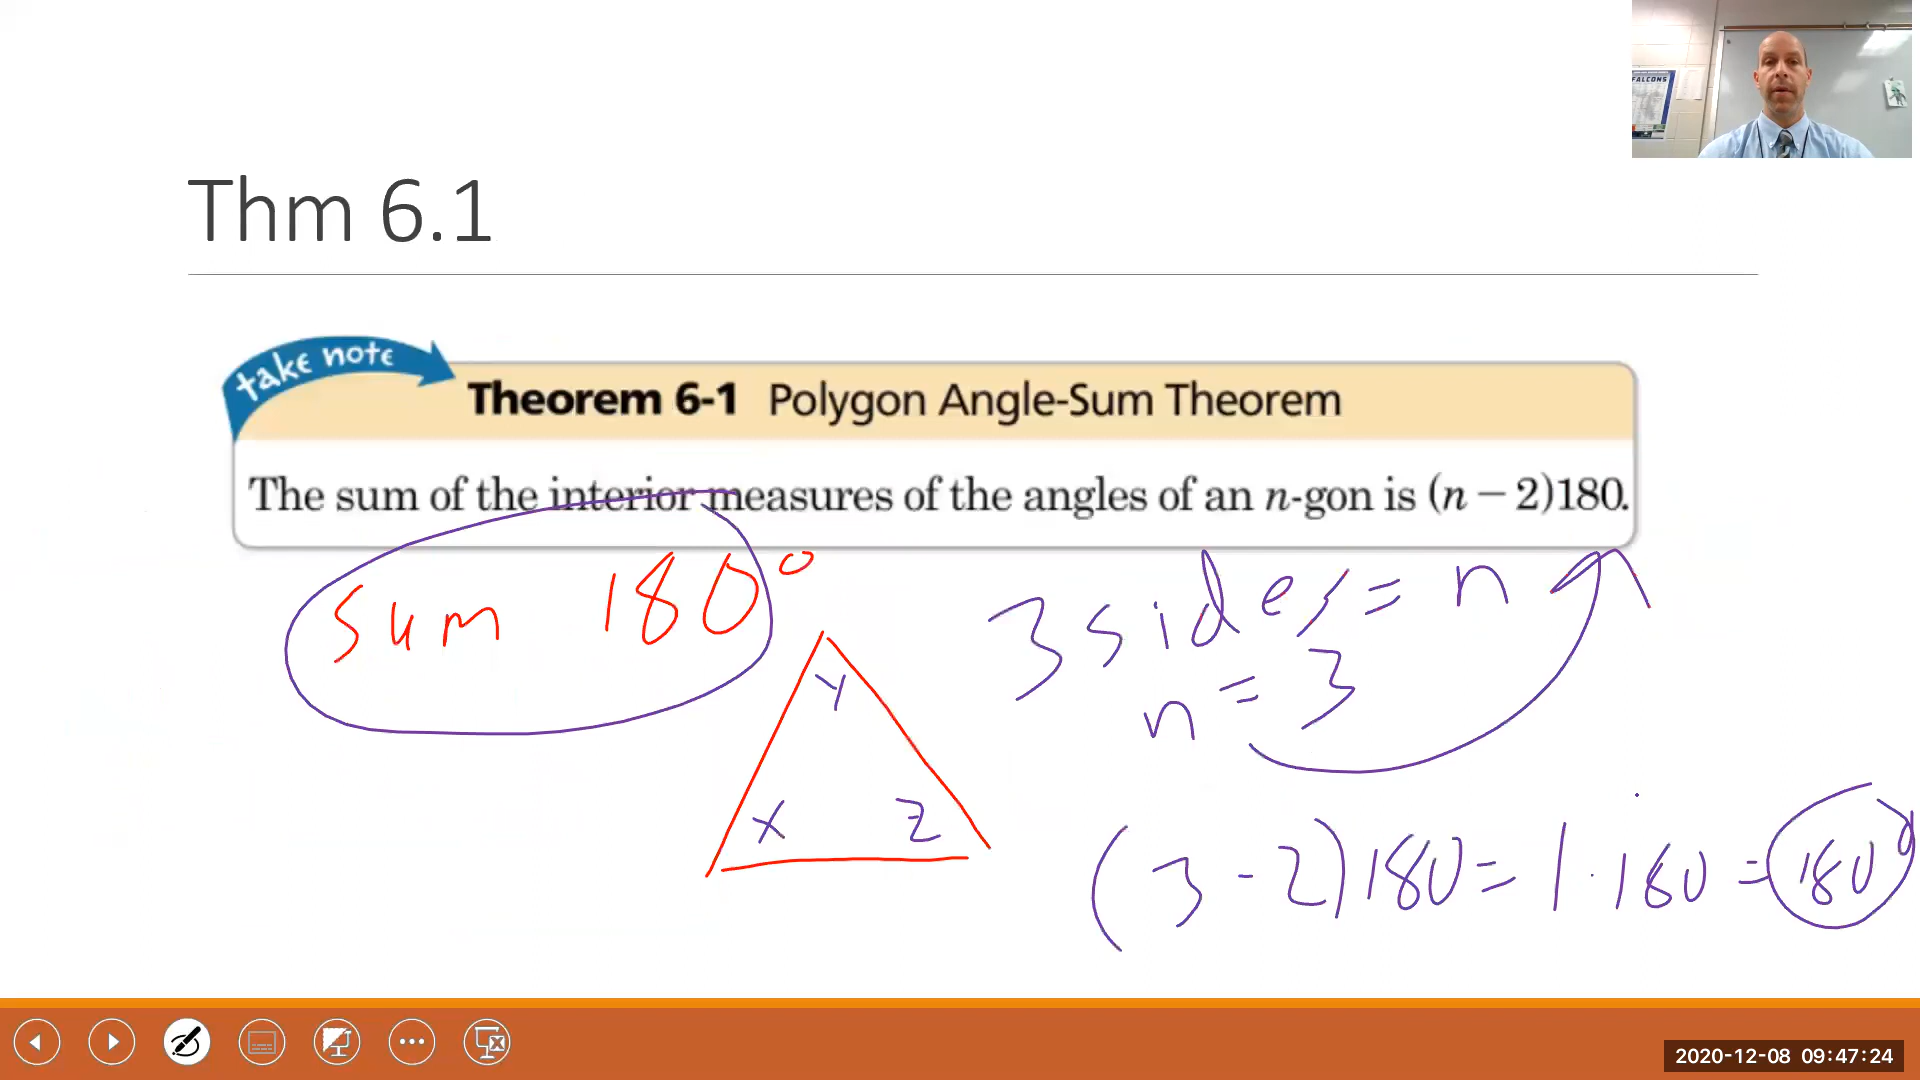 FALCONS
Thm 6.1
take note
Theorem 6-1 Polygon Angle-Sum Theorem
The sum of the interior measures of the angles of an n-gon is (n − 2)180.
Sum 180°
3 sides = n
n = 3
Y
X Z
(3 - 2)180 = 1 · 180 = 180°
2020-12-08 09:47:24